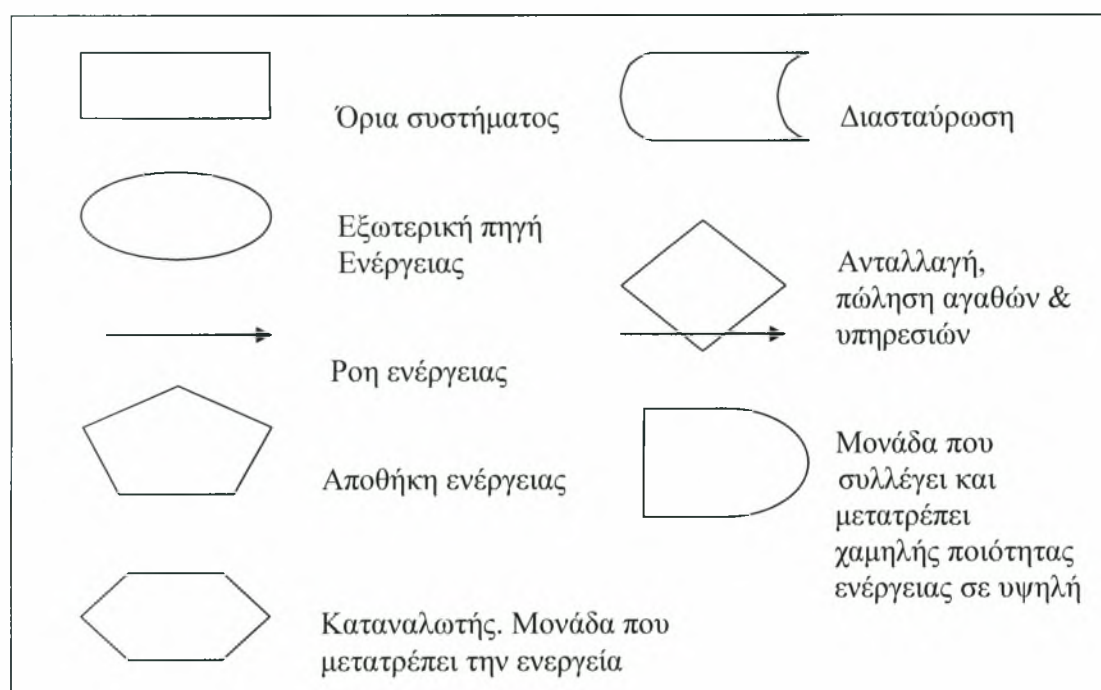 Όρια συστήματος
Εξωτερική πηγή
Ενέργειας
Ροη ενέργειας
Αποθήκη ενέργειας
Καταναλωτής. Μονάδα που
μετατρέπει την ενεργεία
Διασταύρωση
Ανταλλαγή,
πώληση αγαθών &
υπηρεσιών
Μονάδα που
συλλέγει και
μετατρέπει
χαμηλής ποιότητας
ενέργειας σε υψηλή